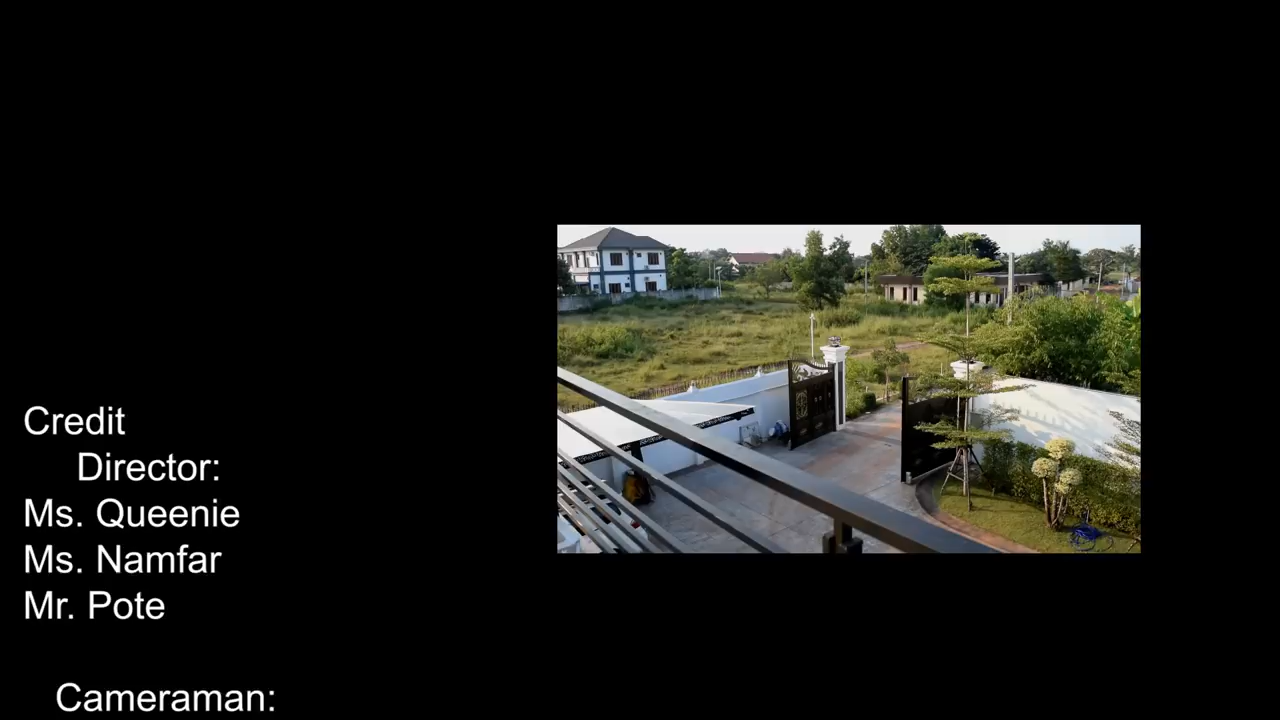 Credit
Director:
Ms. Queenie
Ms. Namfar
Mr. Pote
Cameraman: